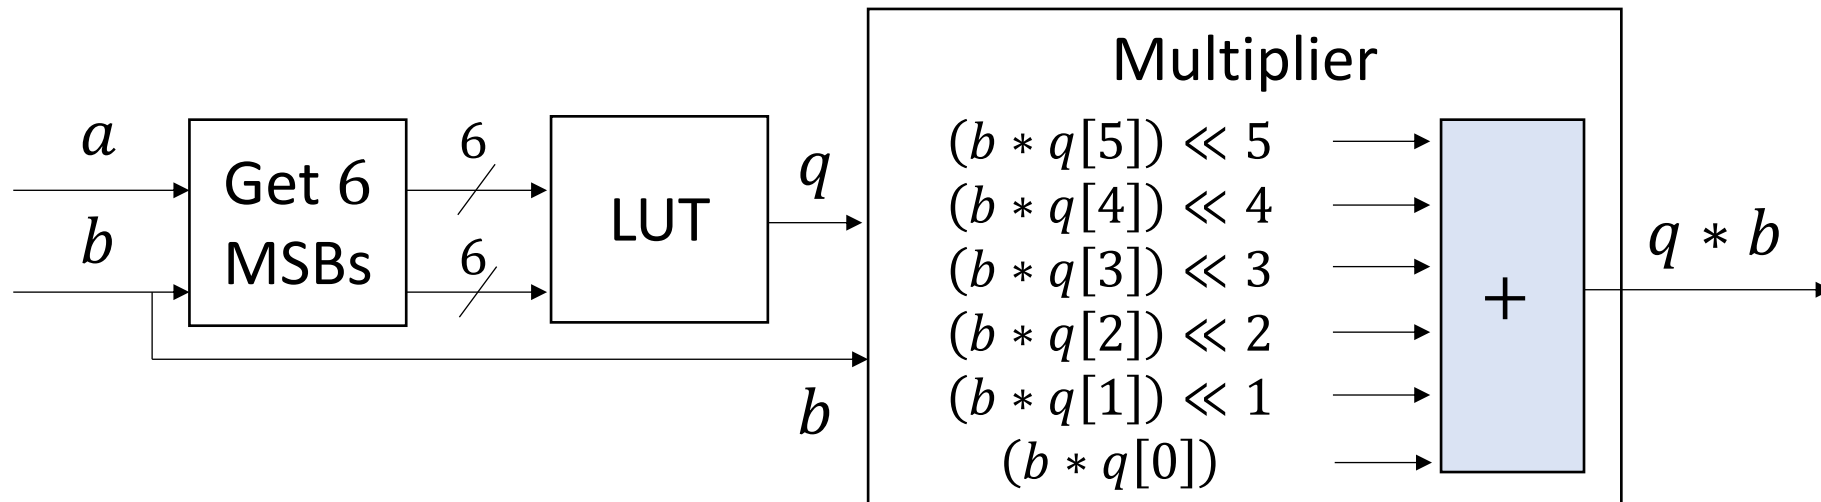 a
b
Get 6
MSBs
6
6
LUT
q
b
Multiplier
(b ∗ q[5]) ≪ 5
(b ∗ q[4]) ≪ 4
(b ∗ q[3]) ≪ 3
(b ∗ q[2]) ≪ 2
(b ∗ q[1]) ≪ 1
(b ∗ q[0])
+
q ∗ b